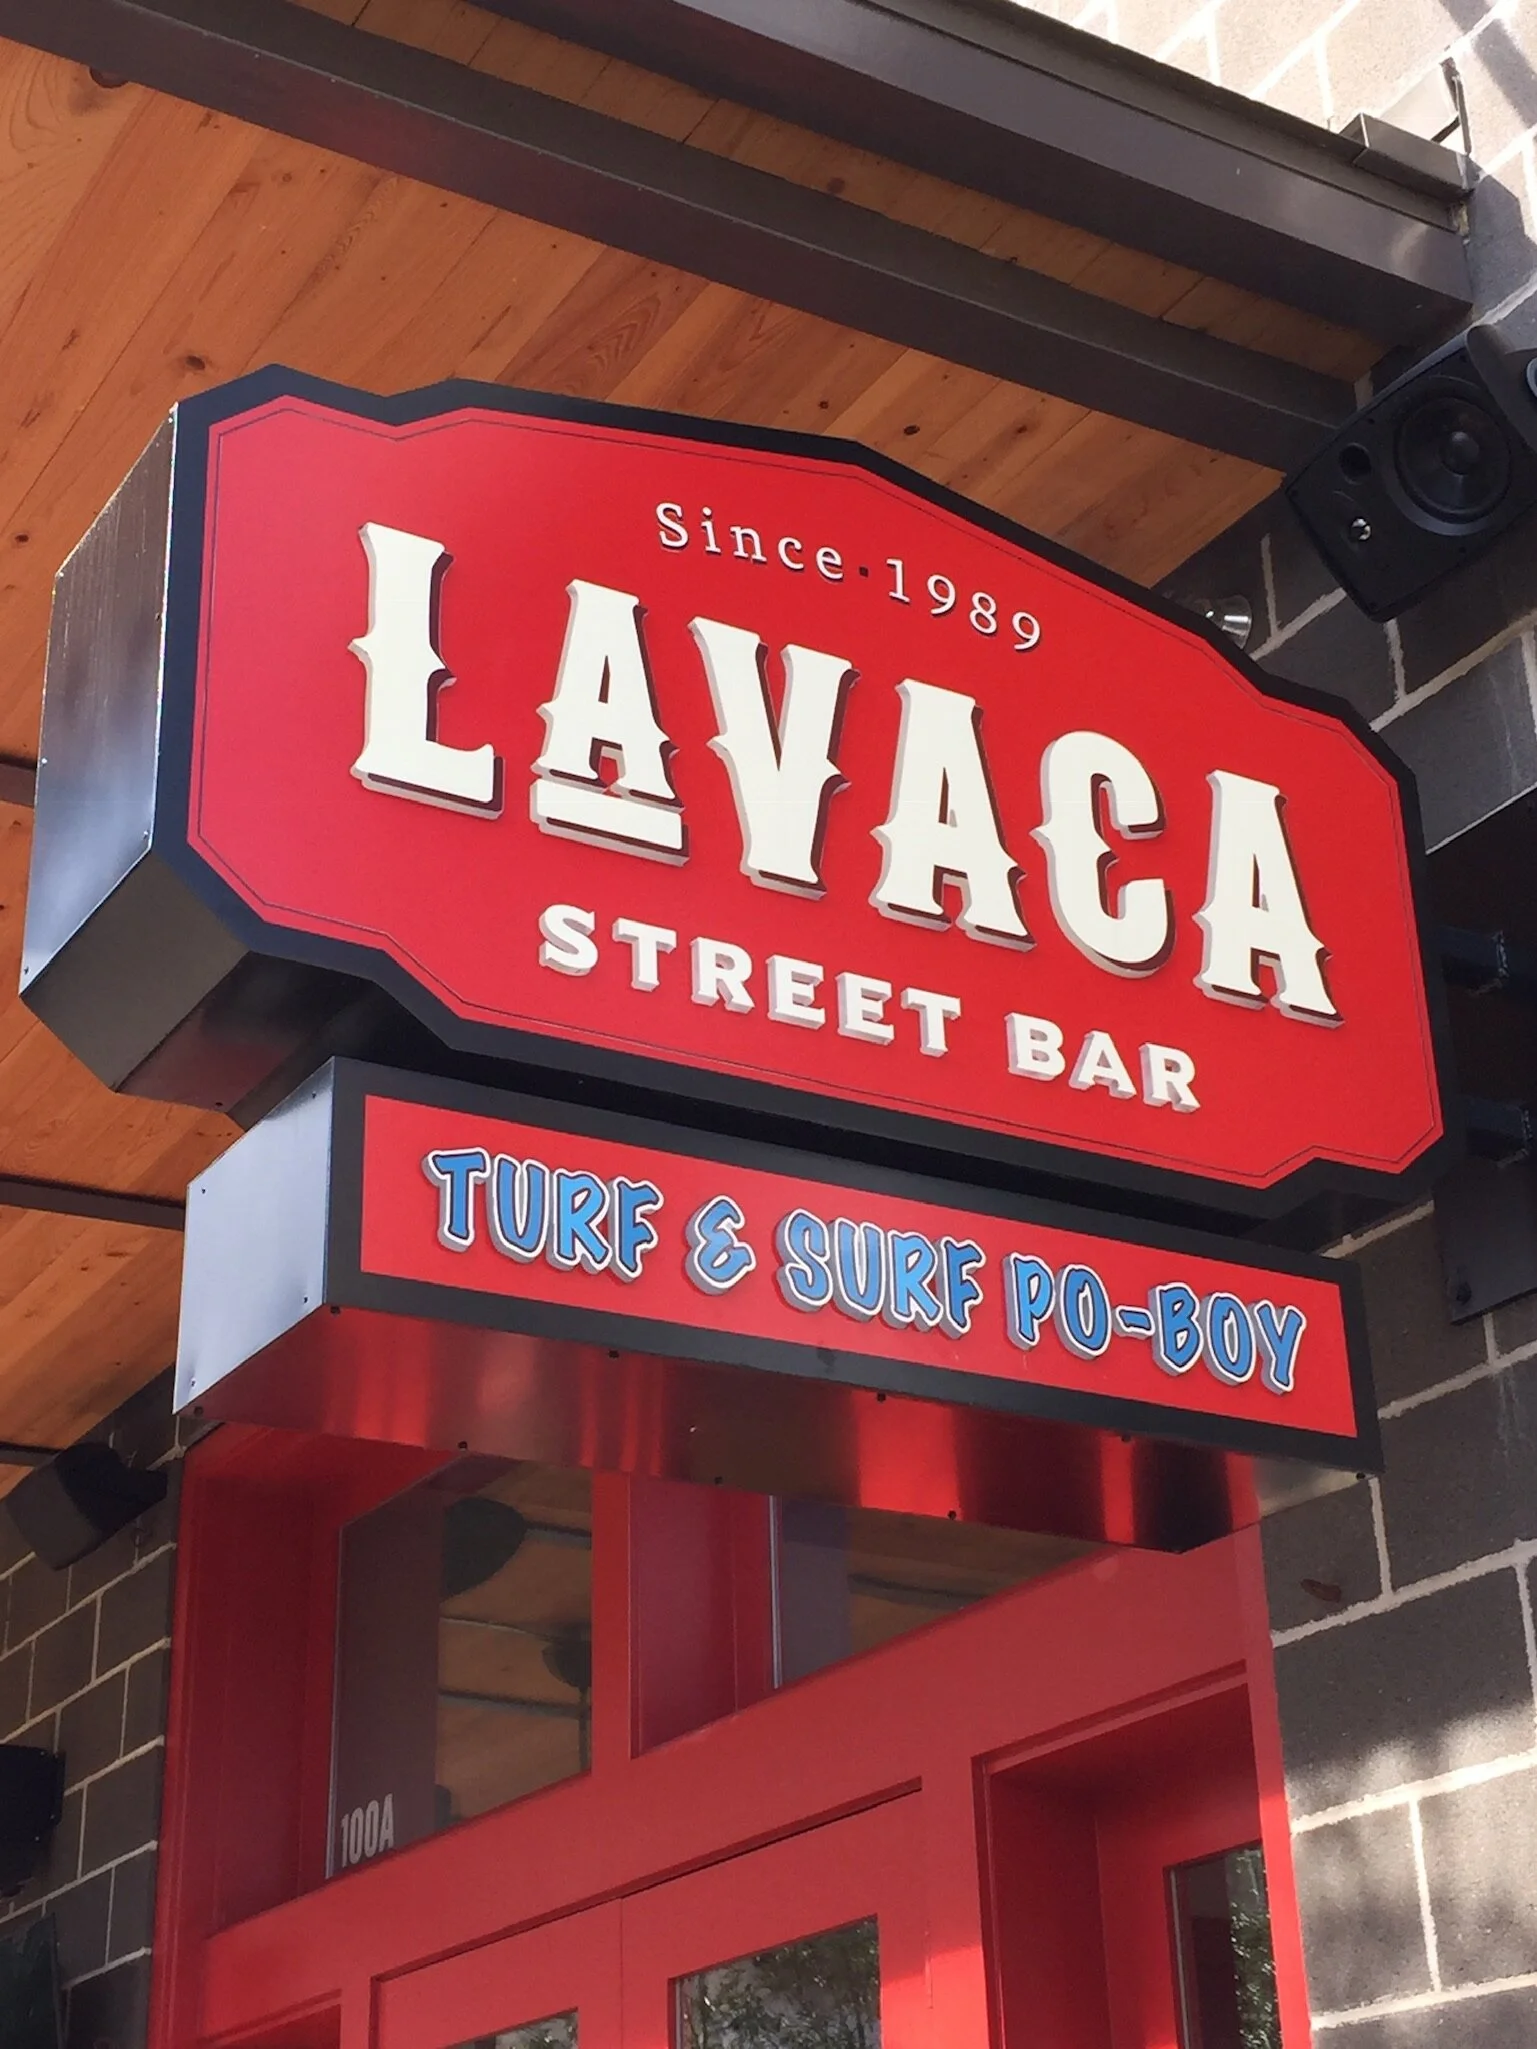 Since·1989
LAVACA
STREET BAR
TURF & SURF PO-BOY
100A